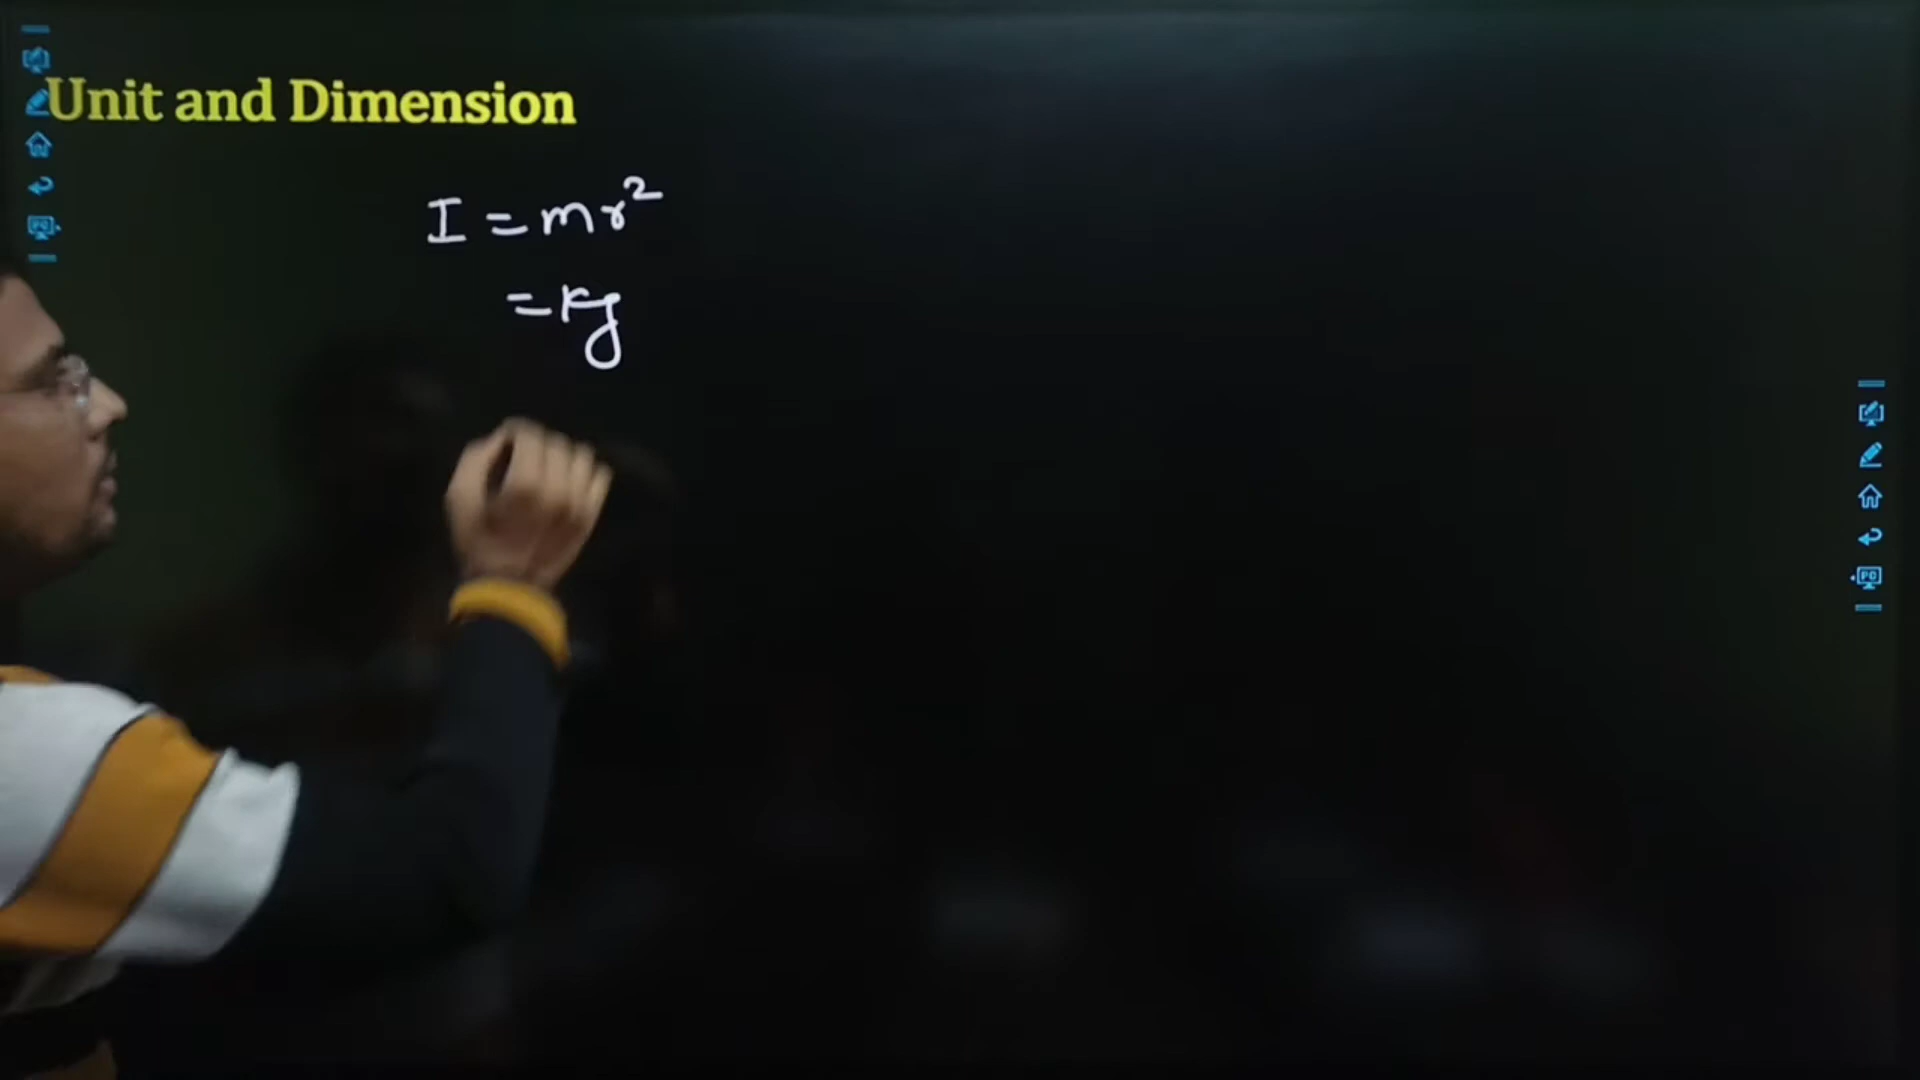 Unit and Dimension
I = mr²
= kg